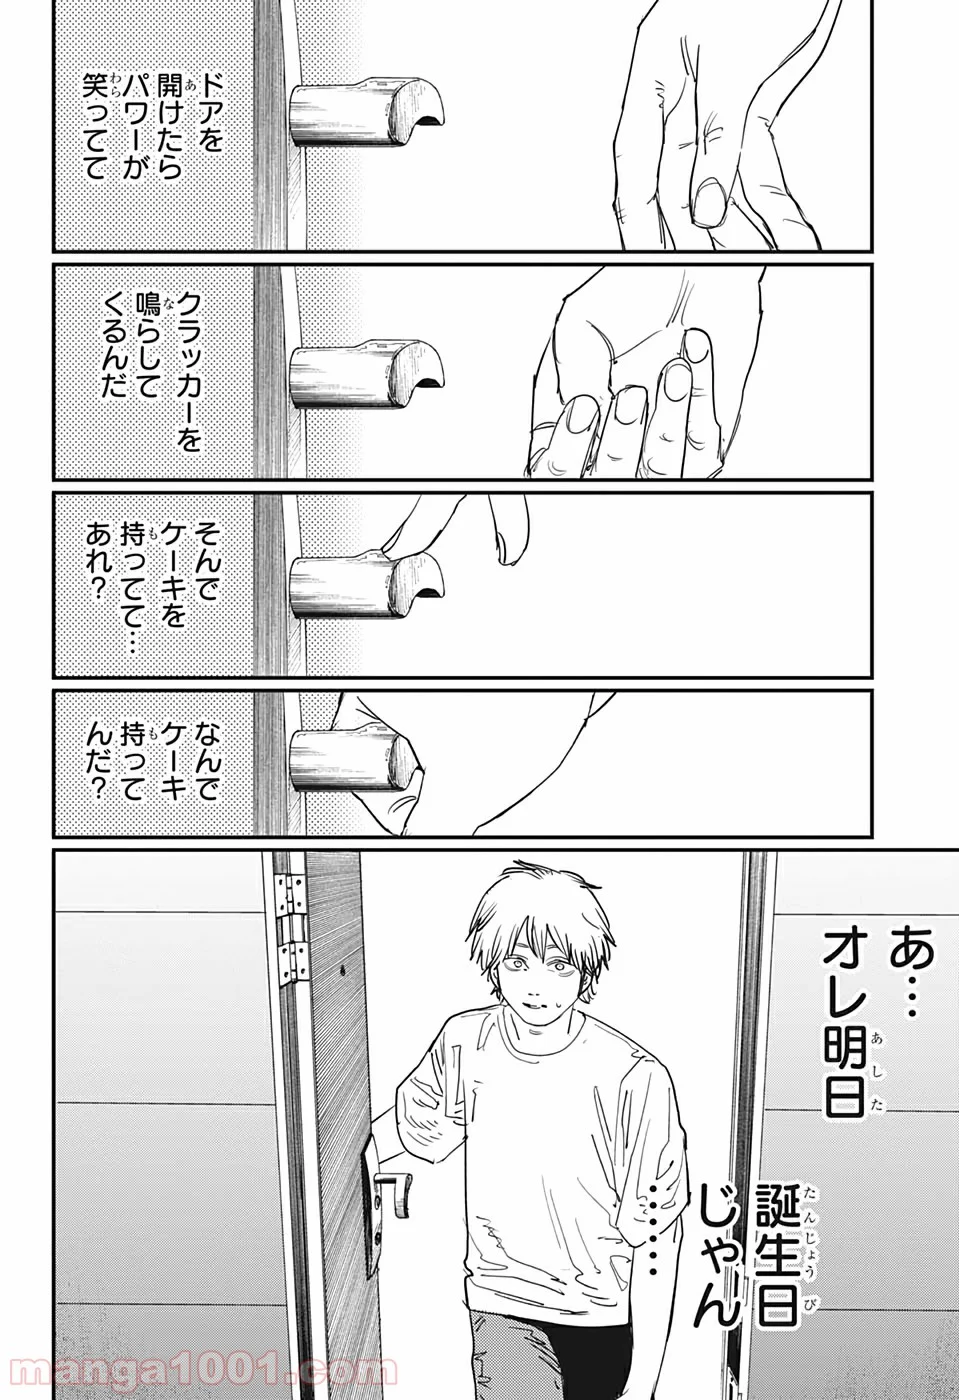 ドアを
開けたら
パワーが
笑ってて
クラッカーを
鳴らして
くるんだ
そんで
ケーキを
持ってて…
あれ？
なんで
ケーキ
持って
んだ？
あ…
オレ明日
誕生日
じゃん
………
manga1001.com